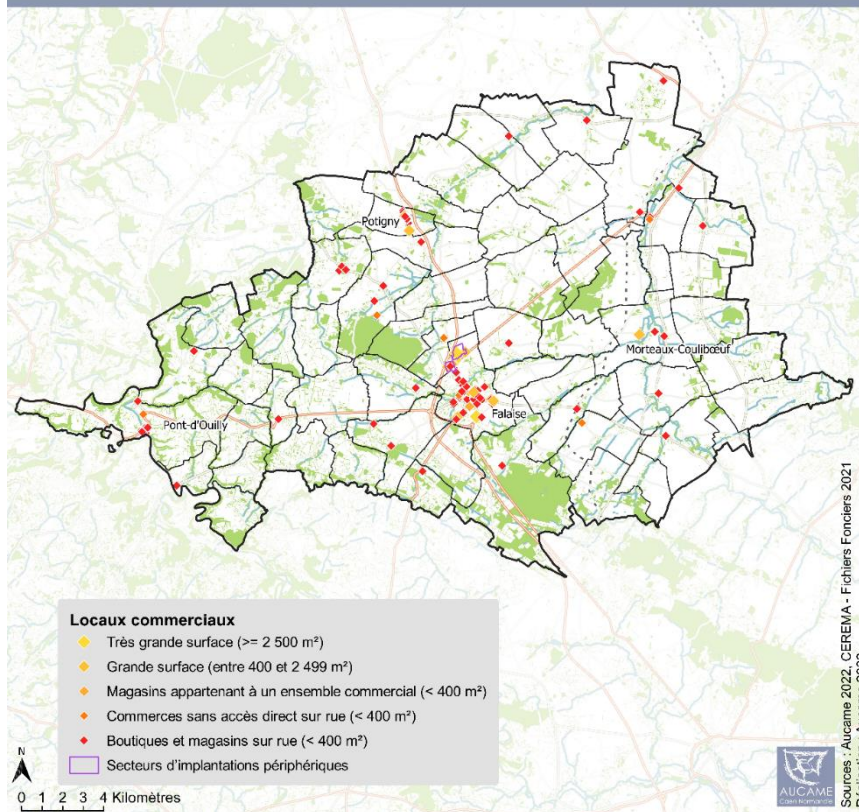 Potigny
Morteaux-Coulibœuf
Falaise
Pont-d'Ouilly
Locaux commerciaux
Très grande surface (>= 2 500 m²)
Grande surface (entre 400 et 2 499 m²)
Magasins appartenant à un ensemble commercial (< 400 m²)
Commerces sans accès direct sur rue (< 400 m²)
Boutiques et magasins sur rue (< 400 m²)
Secteurs d'implantations périphériques
N
0 1 2 3 4 Kilomètres
AUCAME
Caen Normandie
Sources : Aucame 2022, CEREMA - Fichiers Fonciers 2021